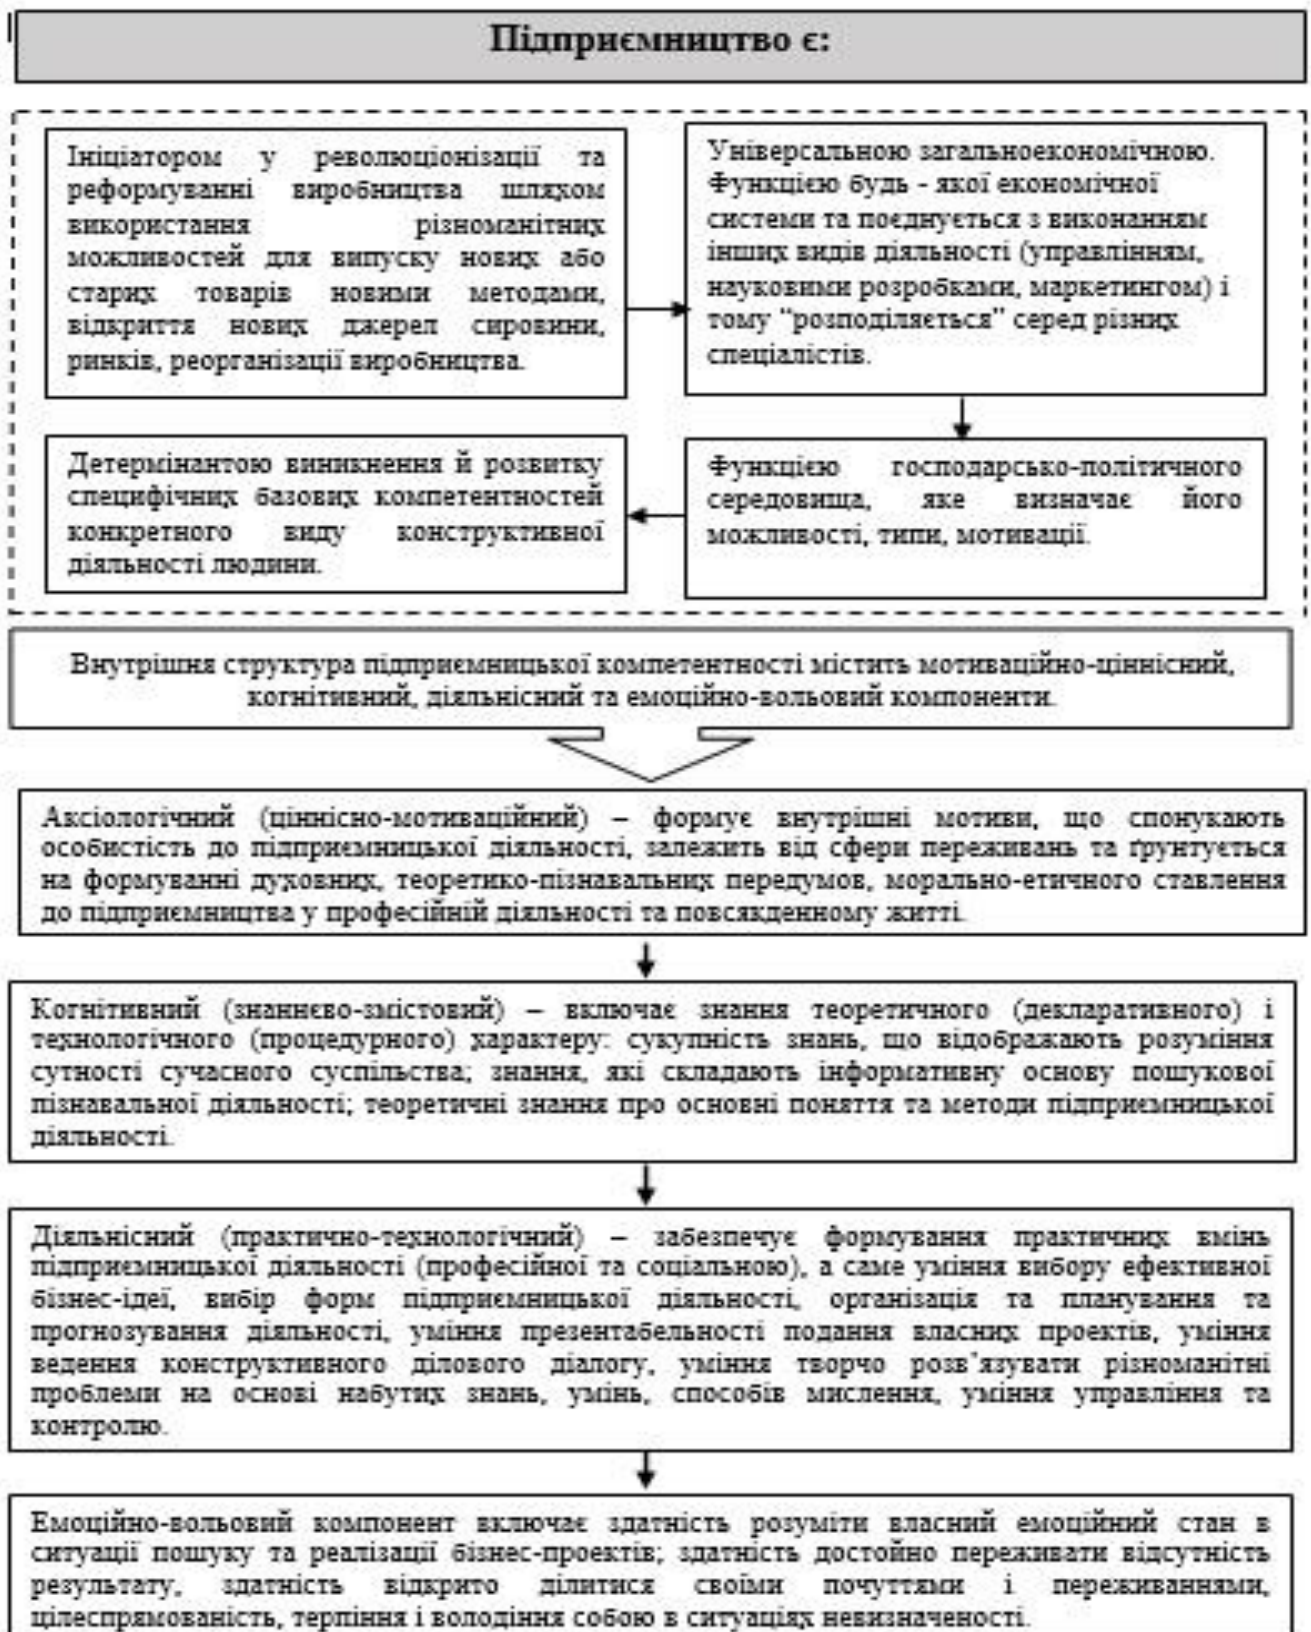 Підприємництво є:
Ініціатором у революціонізації та
реформуванні виробництва шляхом
використання різноманітних
можливостей для випуску нових або
старих товарів новими методами,
відкриття нових джерел сировини,
ринків, реорганізації виробництва.
Універсальною загальноекономічною.
Функцією будь - якої економічної
системи та поєднується з виконанням
інших видів діяльності (управлінням,
науковими розробками, маркетингом) і
тому “розподіляється” серед різних
спеціалістів.
Функцією господарсько-політичного
середовища, яке визначає його
можливості, типи, мотивації.
Детермінантою виникнення й розвитку
специфічних базових компетентностей
конкретного виду конструктивної
діяльності людини.
Внутрішня структура підприємницької компетентності містить мотиваційно-ціннісний,
когнітивний, діяльнісний та емоційно-вольовий компоненти.
Аксіологічний (ціннісно-мотиваційний) – формує внутрішні мотиви, що спонукають
особистість до підприємницької діяльності, залежить від сфери переживань та ґрунтується
на формуванні духовних, теоретико-пізнавальних передумов, морально-етичного ставлення
до підприємництва у професійній діяльності та повсякденному житті.
Когнітивний (знаннєво-змістовий) – включає знання теоретичного (декларативного) і
технологічного (процедурного) характеру: сукупність знань, що відображають розуміння
сутності сучасного суспільства; знання, які складають інформативну основу пошукової
пізнавальної діяльності; теоретичні знання про основні поняття та методи підприємницької
діяльності.
Діяльнісний (практично-технологічний) – забезпечує формування практичних вмінь
підприємницької діяльності (професійної та соціальною), а саме уміння вибору ефективної
бізнес-ідеї, вибір форм підприємницької діяльності, організація та планування та
прогнозування діяльності, уміння презентабельності подання власних проектів, уміння
ведення конструктивного ділового діалогу, уміння творчо розв’язувати різноманітні
проблеми на основі набутих знань, умінь, способів мислення, уміння управління та
контролю.
Емоційно-вольовий компонент включає здатність розуміти власний емоційний стан в
ситуації пошуку та реалізації бізнес-проектів; здатність достойно переживати відсутність
результату, здатність відкрито ділитися своїми почуттями і переживаннями,
цілеспрямованість, терпіння і володіння собою в ситуаціях невизначеності.